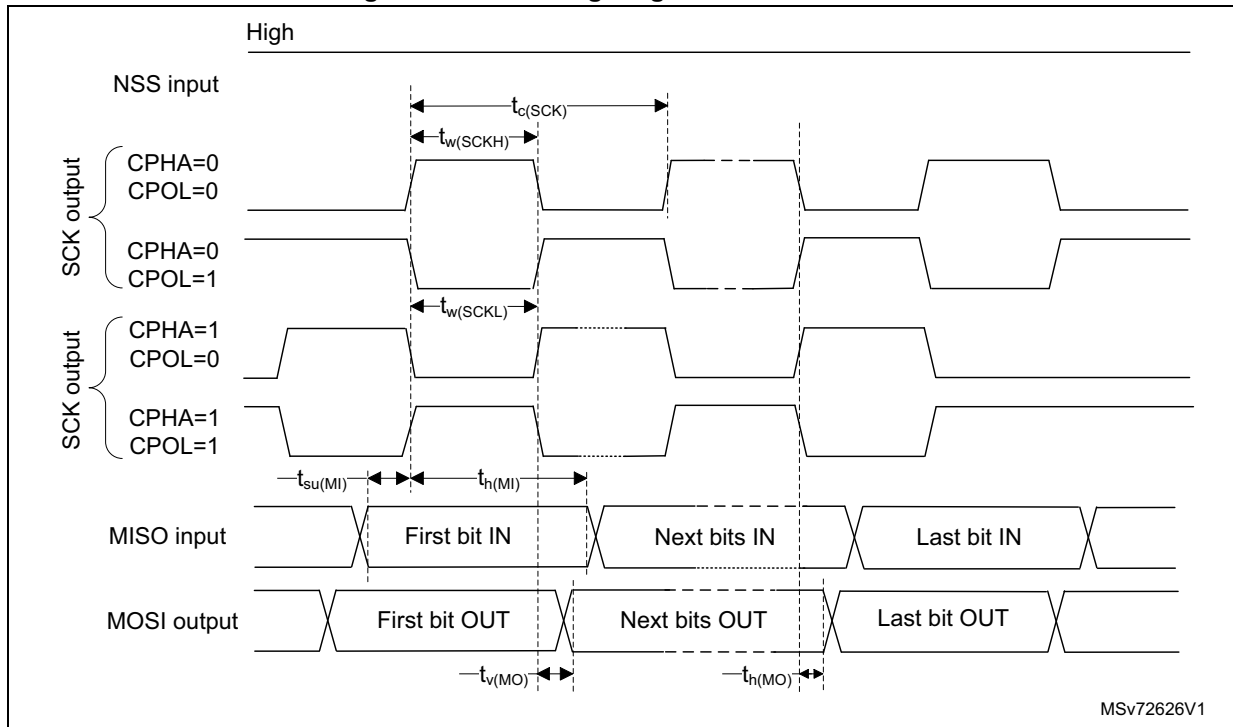 High
NSS input
tc(SCK)
tw(SCKH)
SCK output
CPHA=0
CPOL=0
CPHA=0
CPOL=1
tw(SCKL)
SCK output
CPHA=1
CPOL=0
CPHA=1
CPOL=1
tsu(MI)
th(MI)
MISO input
First bit IN
Next bits IN
Last bit IN
MOSI output
First bit OUT
Next bits OUT
Last bit OUT
tv(MO)
th(MO)
MSv72626V1